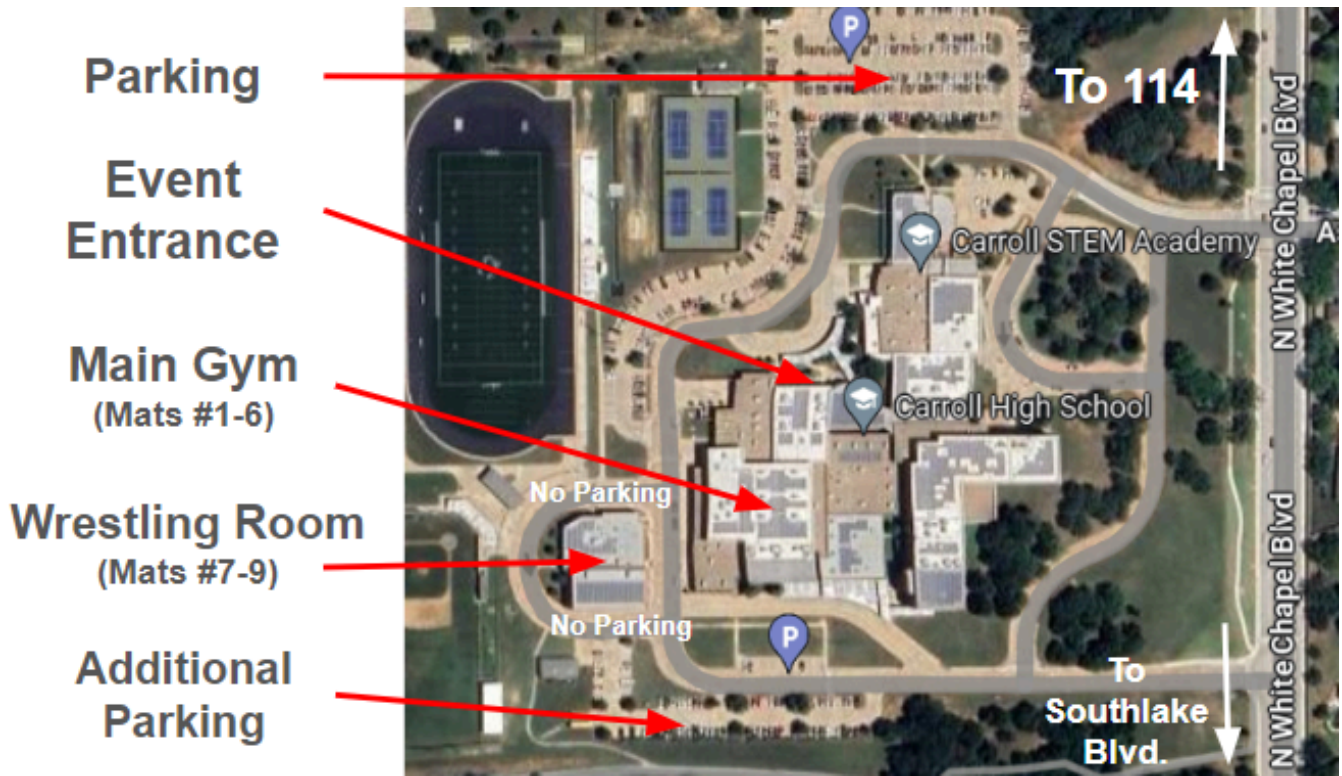 Parking
Event
Entrance
Main Gym
(Mats #1-6)
Wrestling Room
(Mats #7-9)
Additional
Parking
P
To 114
N White Chapel Blvd
A
Carroll STEM Academy
Carroll High School
No Parking
No Parking
P
To
Southlake
Blvd.
N White Chapel Blvd